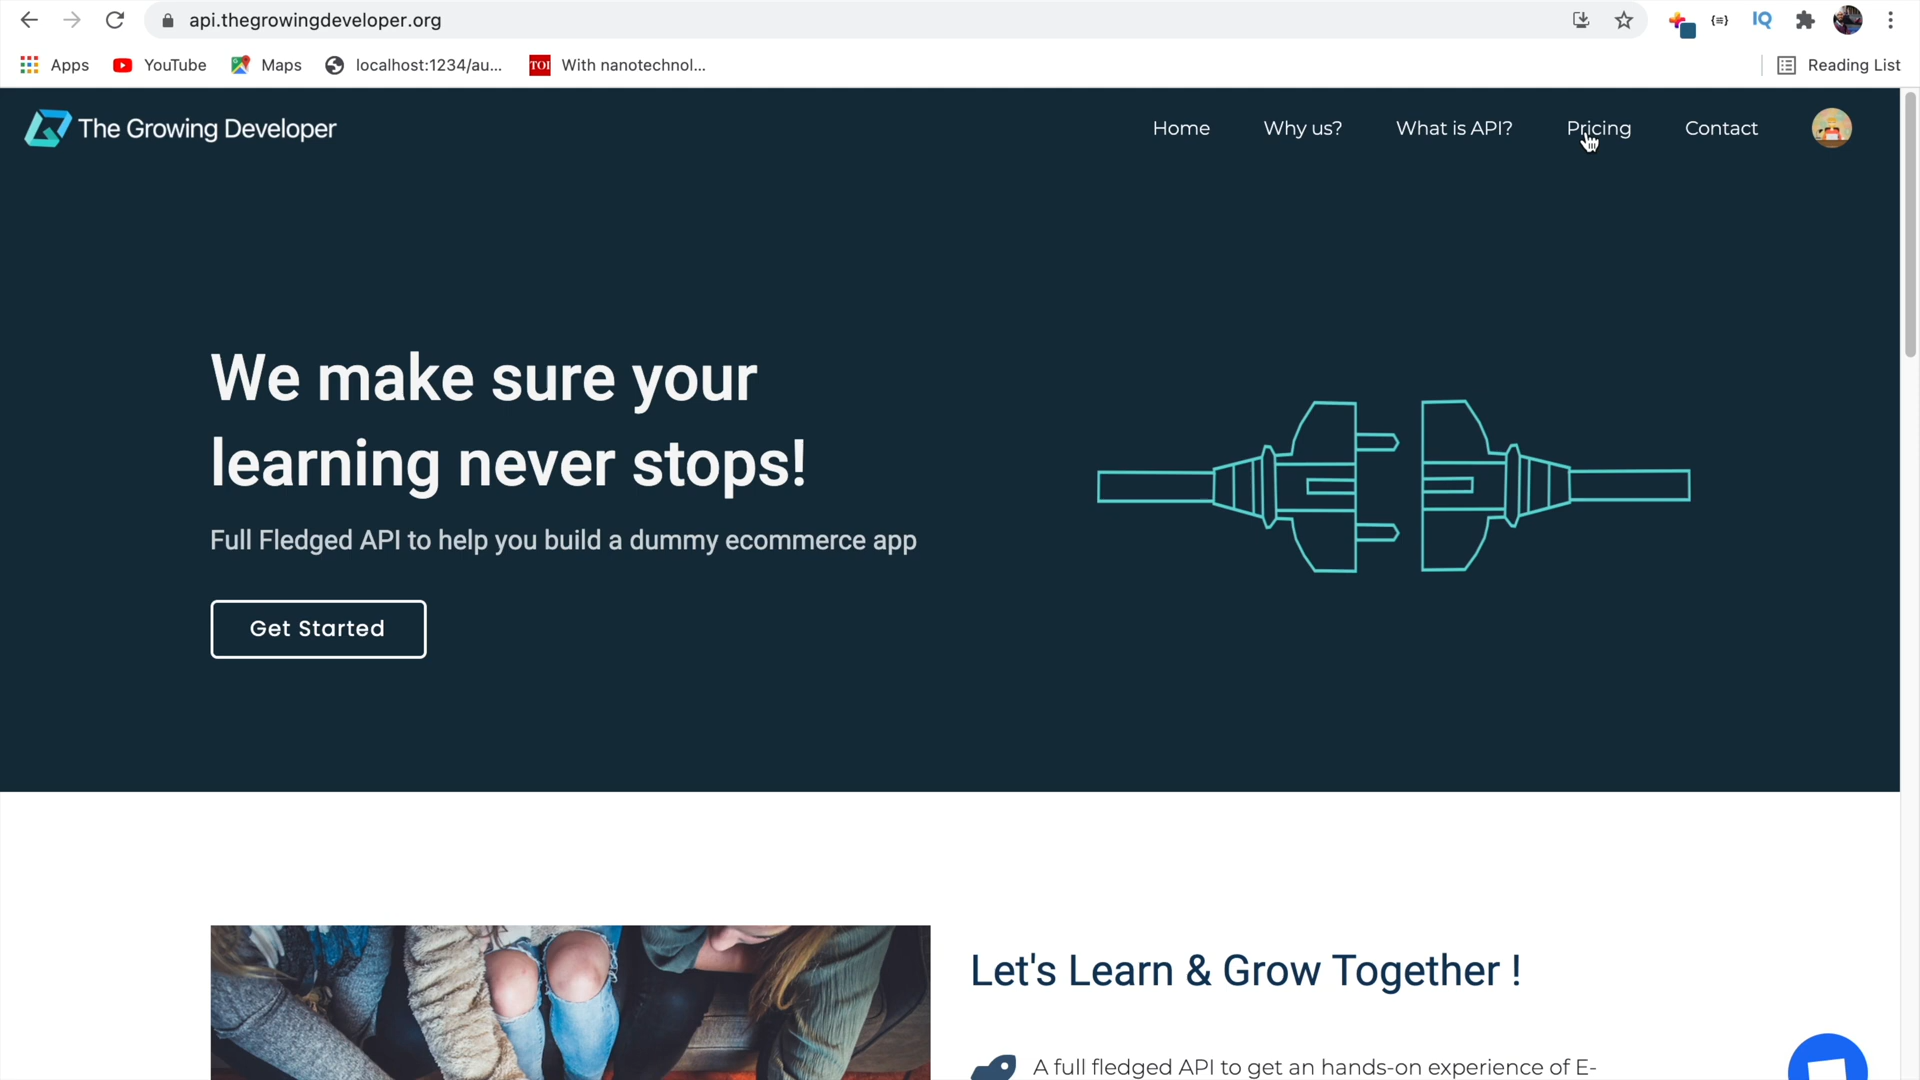 api.thegrowingdeveloper.org
IQ
Apps
YouTube
Maps
localhost:1234/au...
TOI
With nanotechnol...
Reading List
The Growing Developer
Home
Why us?
What is API?
Pricing
Contact
We make sure your
learning never stops!
Full Fledged API to help you build a dummy ecommerce app
Get Started
Let's Learn & Grow Together !
A full fledged API to get an hands-on experience of E-